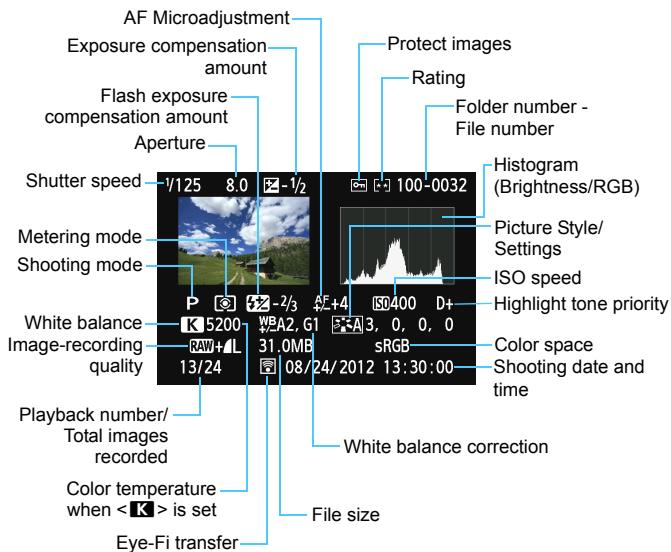 AF Microadjustment
Exposure compensation
amount
Flash exposure
compensation amount
Aperture
Shutter speed
Metering mode
Shooting mode
White balance
Image-recording
quality
Playback number/
Total images
recorded
Color temperature
when <K> is set
Eye-Fi transfer
Protect images
Rating
Folder number -
File number
Histogram
(Brightness/RGB)
Picture Style/
Settings
ISO speed
Highlight tone priority
Color space
Shooting date and
time
White balance correction
File size
1/125 8.0 -1/2 100-0032
P -2/3 AF+4 ISO400 D+
K 5200 WB A2, G1 A 3, 0, 0, 0
RAW+L 31.0MB sRGB
13/24 08/24/2012 13:30:00